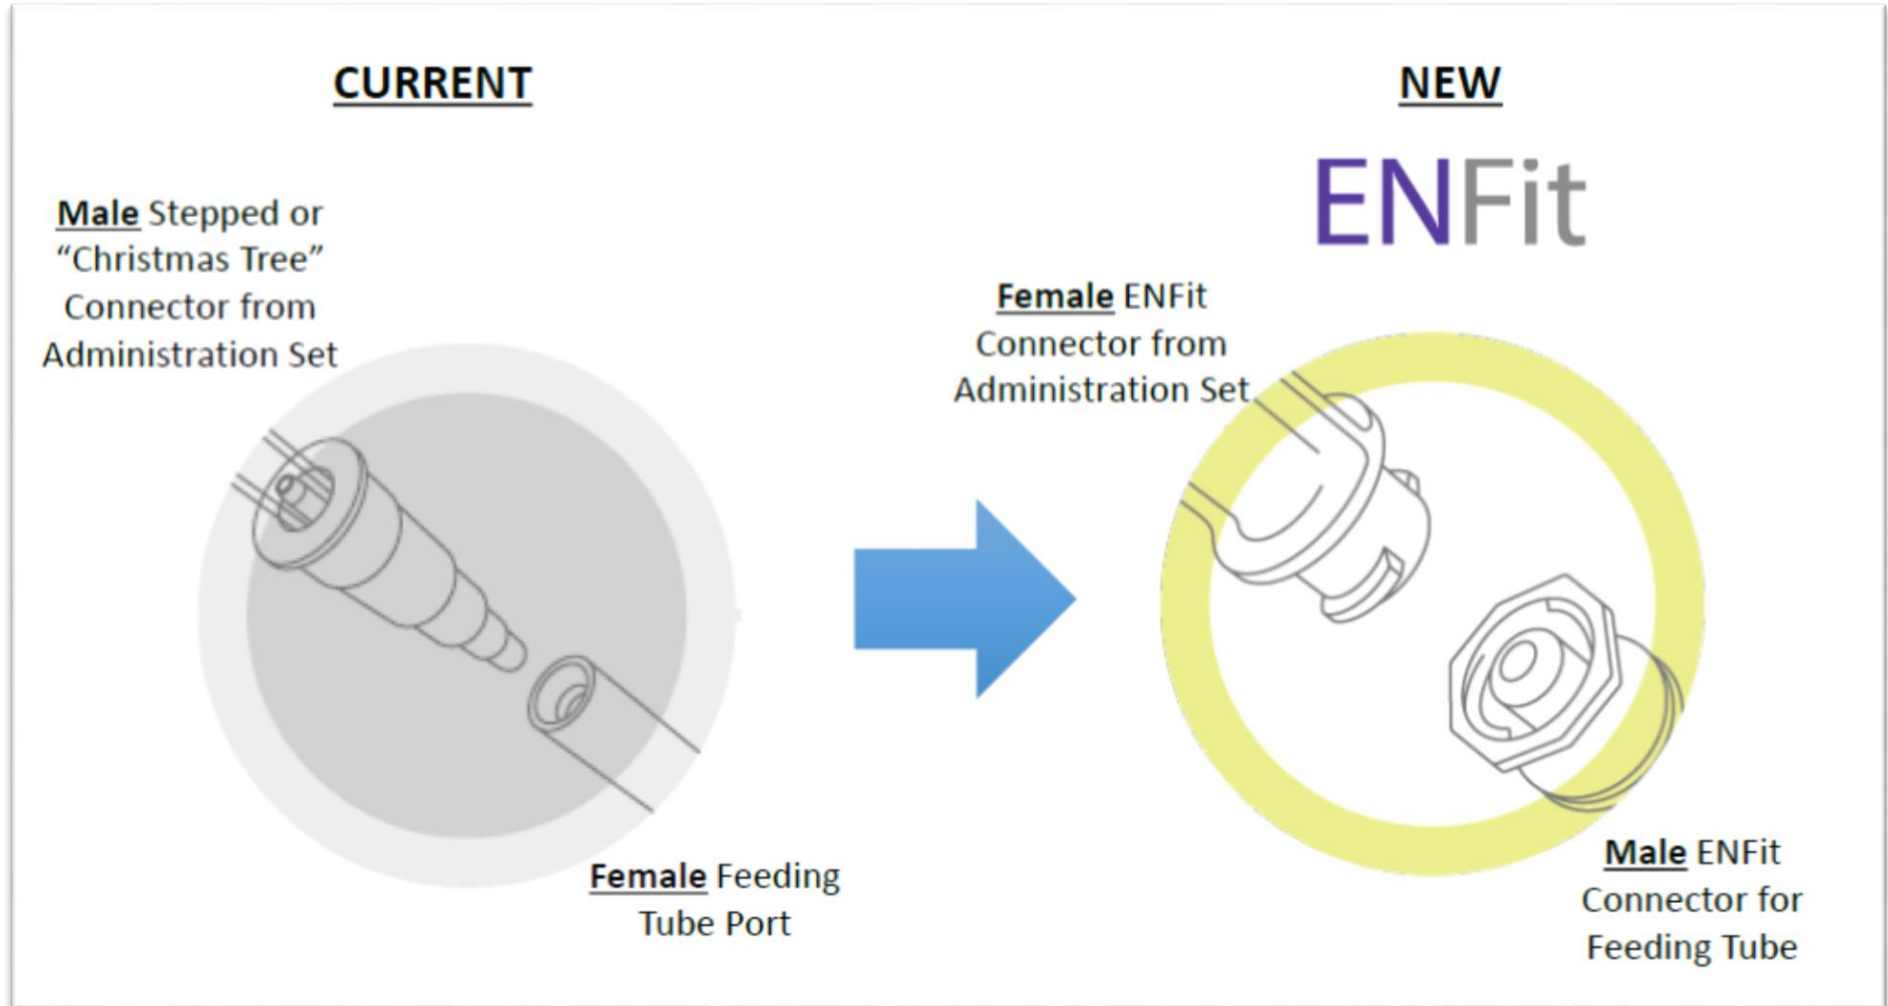 CURRENT
Male Stepped or
“Christmas Tree”
Connector from
Administration Set
Female Feeding
Tube Port
NEW
ENFit
Female ENFit
Connector from
Administration Set
Male ENFit
Connector for
Feeding Tube